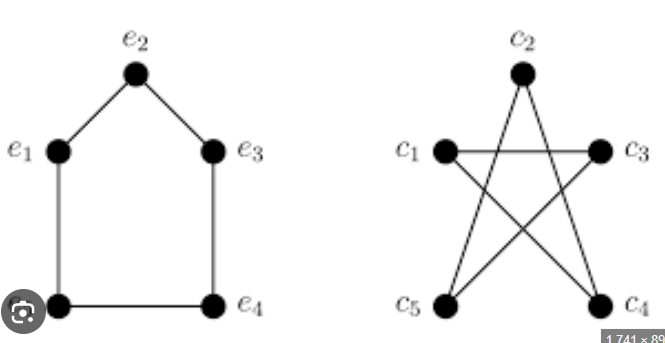 e₂ c₂
e₁ e₃ c₁ c₃
e₄ c₅ c₄
1.741 × 89